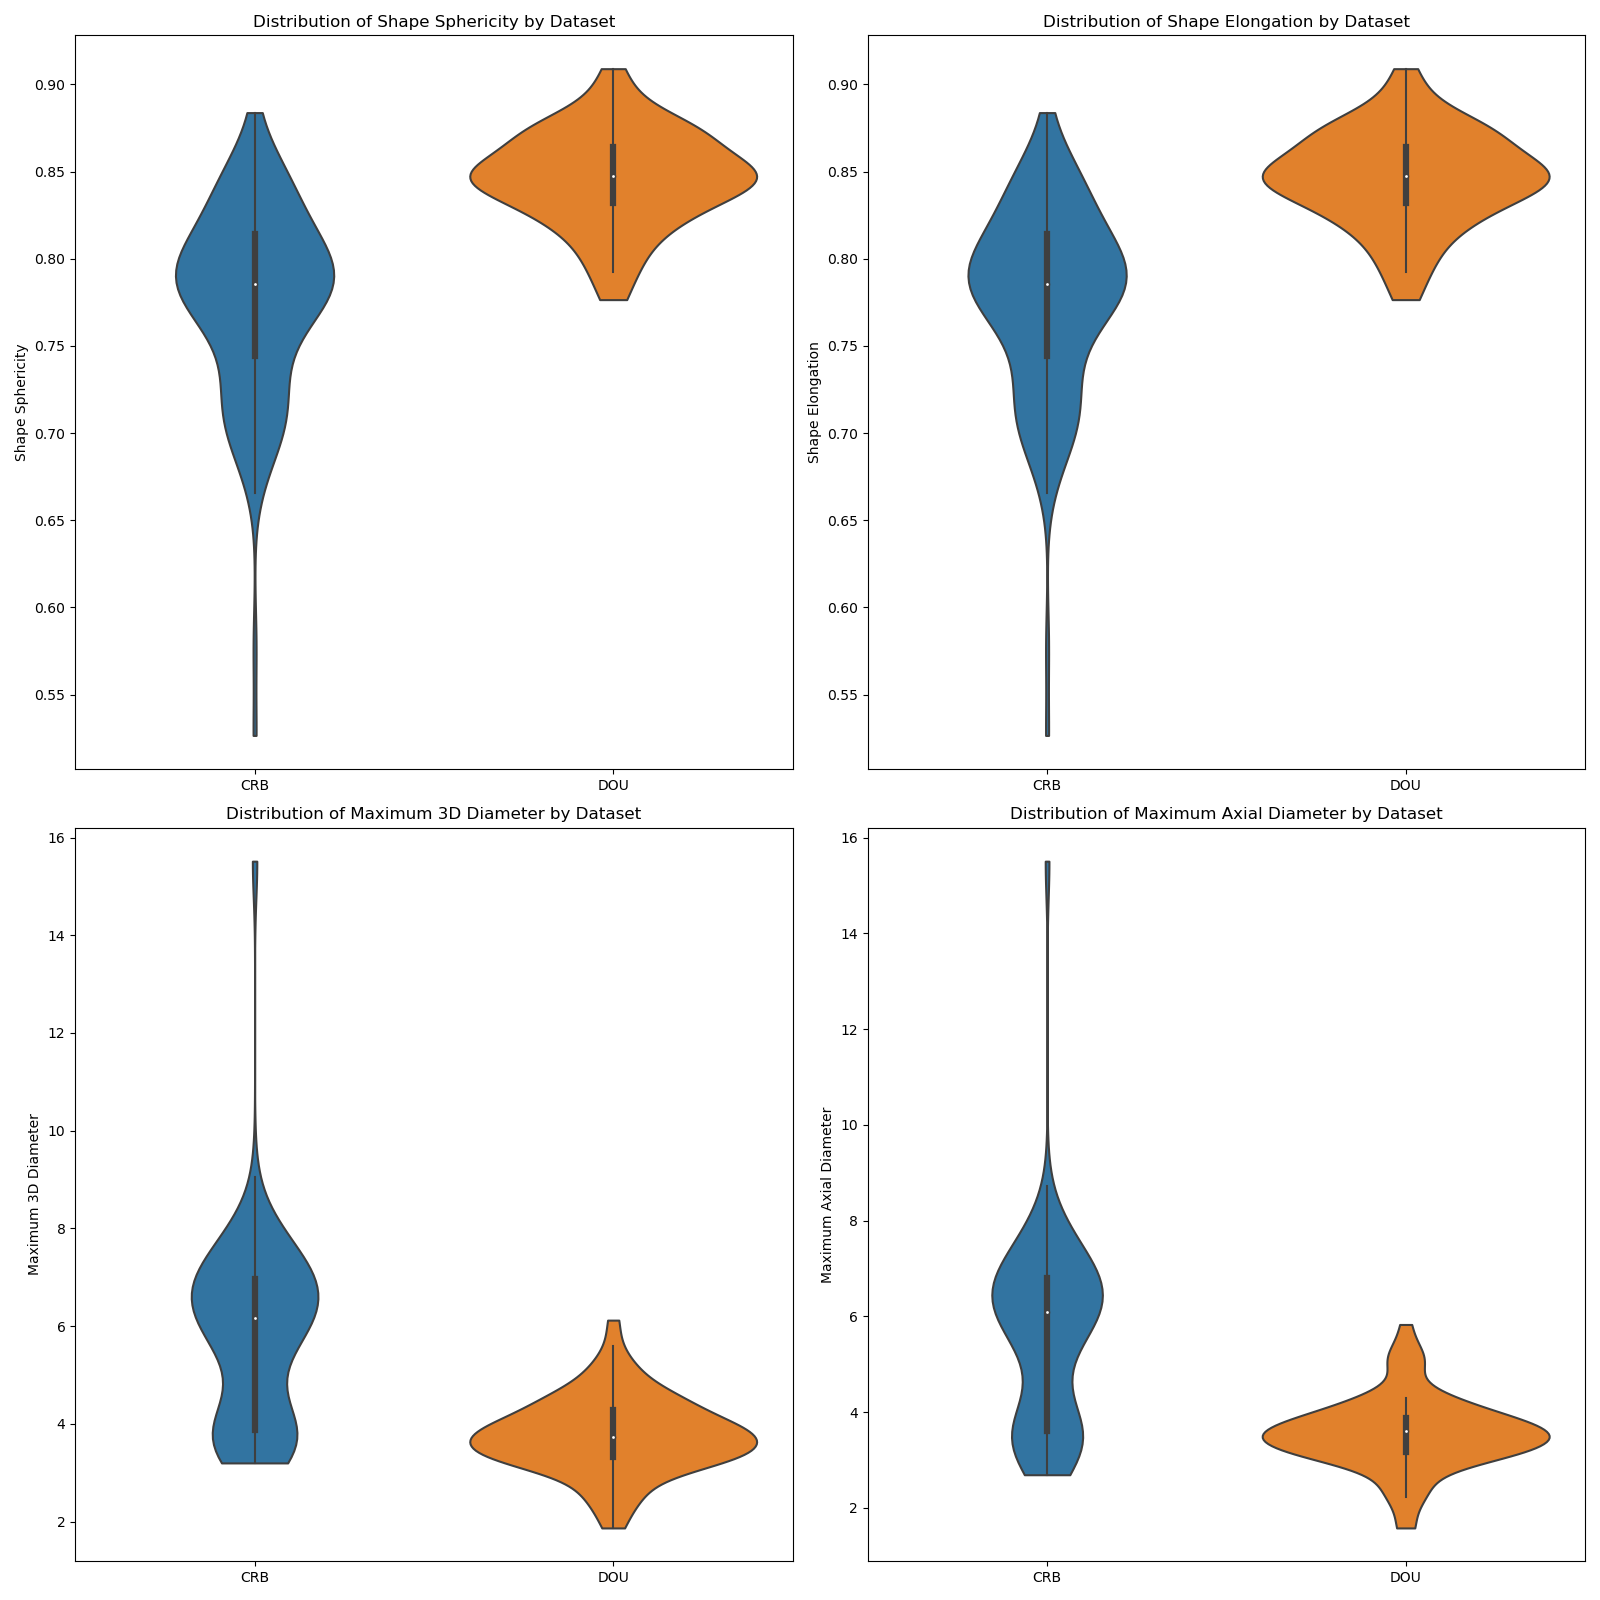 Distribution of Shape Sphericity by Dataset
Shape Sphericity
0.90
0.85
0.80
0.75
0.70
0.65
0.60
0.55
CRB
DOU
Distribution of Shape Elongation by Dataset
Shape Elongation
0.90
0.85
0.80
0.75
0.70
0.65
0.60
0.55
CRB
DOU
Distribution of Maximum 3D Diameter by Dataset
Maximum 3D Diameter
16
14
12
10
8
6
4
2
CRB
DOU
Distribution of Maximum Axial Diameter by Dataset
Maximum Axial Diameter
16
14
12
10
8
6
4
2
CRB
DOU